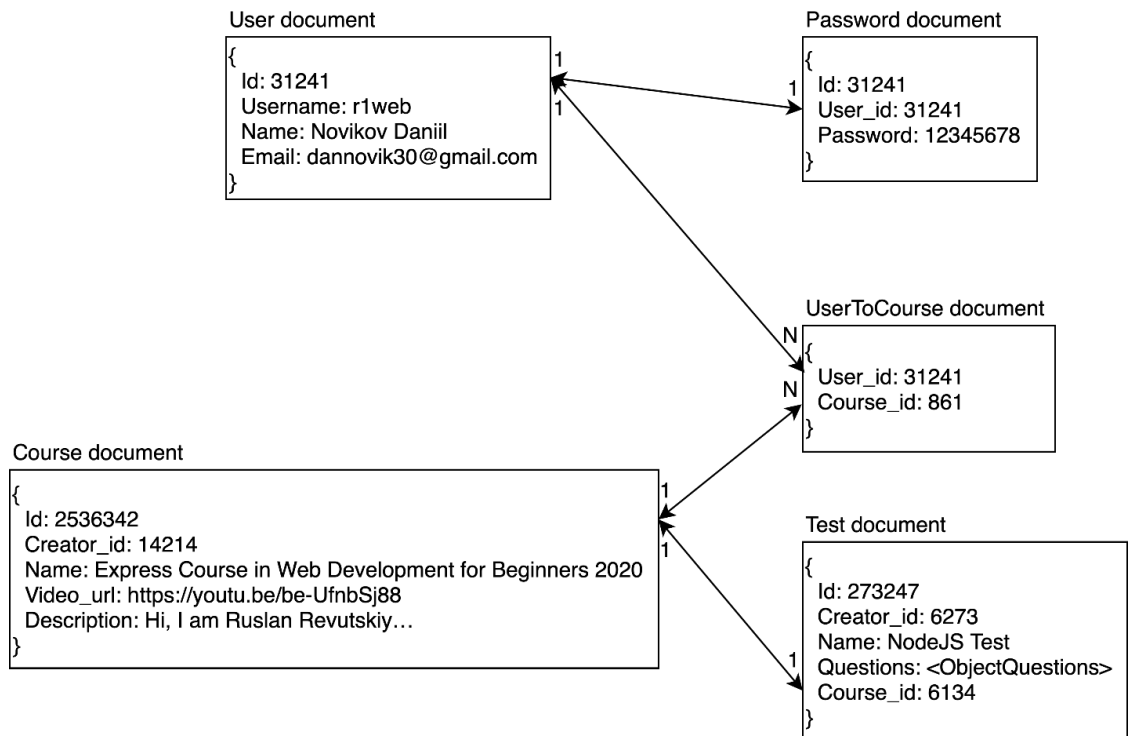 User document
{
Id: 31241
Username: r1web
Name: Novikov Daniil
Email: dannovik30@gmail.com
}
1
1
Password document
1
{
Id: 31241
User_id: 31241
Password: 12345678
}
UserToCourse document
N
N
{
User_id: 31241
Course_id: 861
}
Course document
{
Id: 2536342
Creator_id: 14214
Name: Express Course in Web Development for Beginners 2020
Video_url: https://youtu.be/be-UfnbSj88
Description: Hi, I am Ruslan Revutskiy…
}
1
1
Test document
1
{
Id: 273247
Creator_id: 6273
Name: NodeJS Test
Questions: <ObjectQuestions>
Course_id: 6134
}